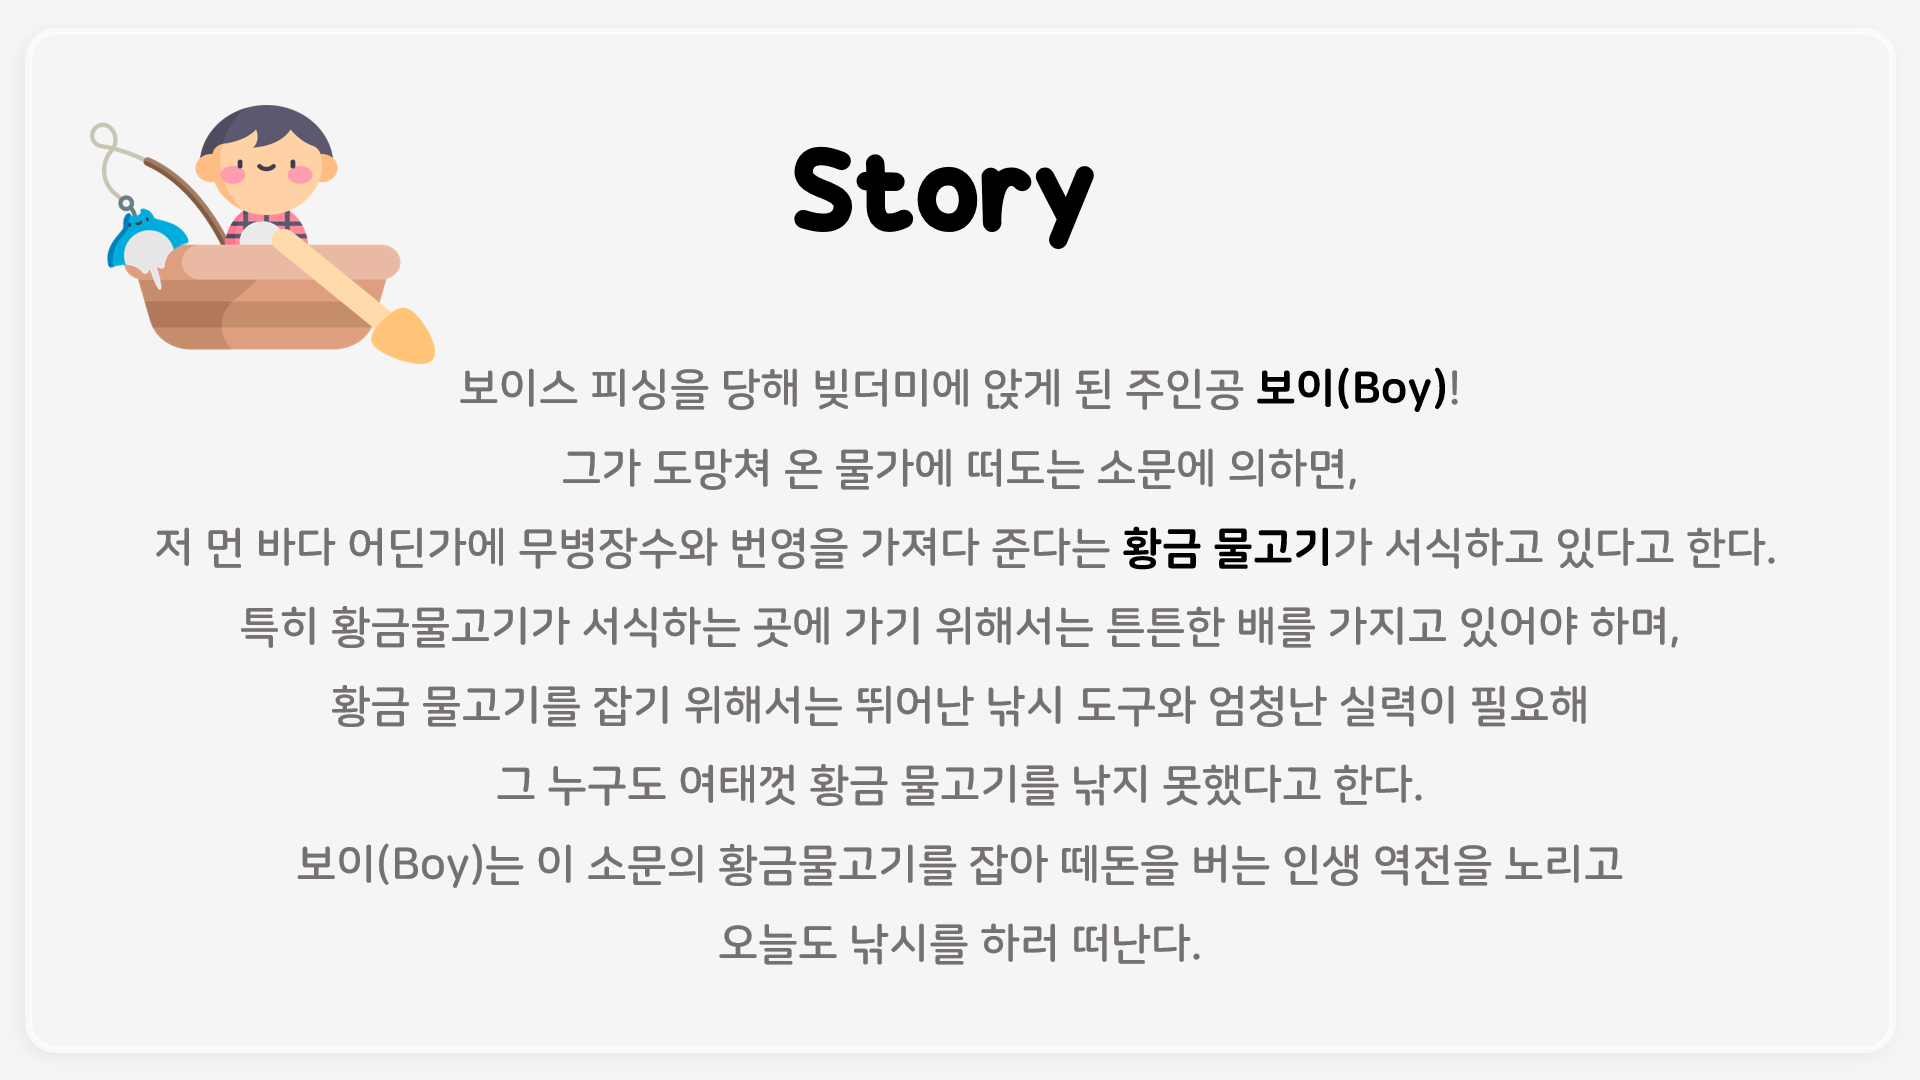 Story
보이스 피싱을 당해 빚더미에 앉게 된 주인공 보이(Boy)!
그가 도망쳐 온 물가에 떠도는 소문에 의하면,
저 먼 바다 어딘가에 무병장수와 번영을 가져다 준다는 황금 물고기가 서식하고 있다고 한다.
특히 황금물고기가 서식하는 곳에 가기 위해서는 튼튼한 배를 가지고 있어야 하며,
황금 물고기를 잡기 위해서는 뛰어난 낚시 도구와 엄청난 실력이 필요해
그 누구도 여태껏 황금 물고기를 낚지 못했다고 한다.
보이(Boy)는 이 소문의 황금물고기를 잡아 떼돈을 버는 인생 역전을 노리고
오늘도 낚시를 하러 떠난다.